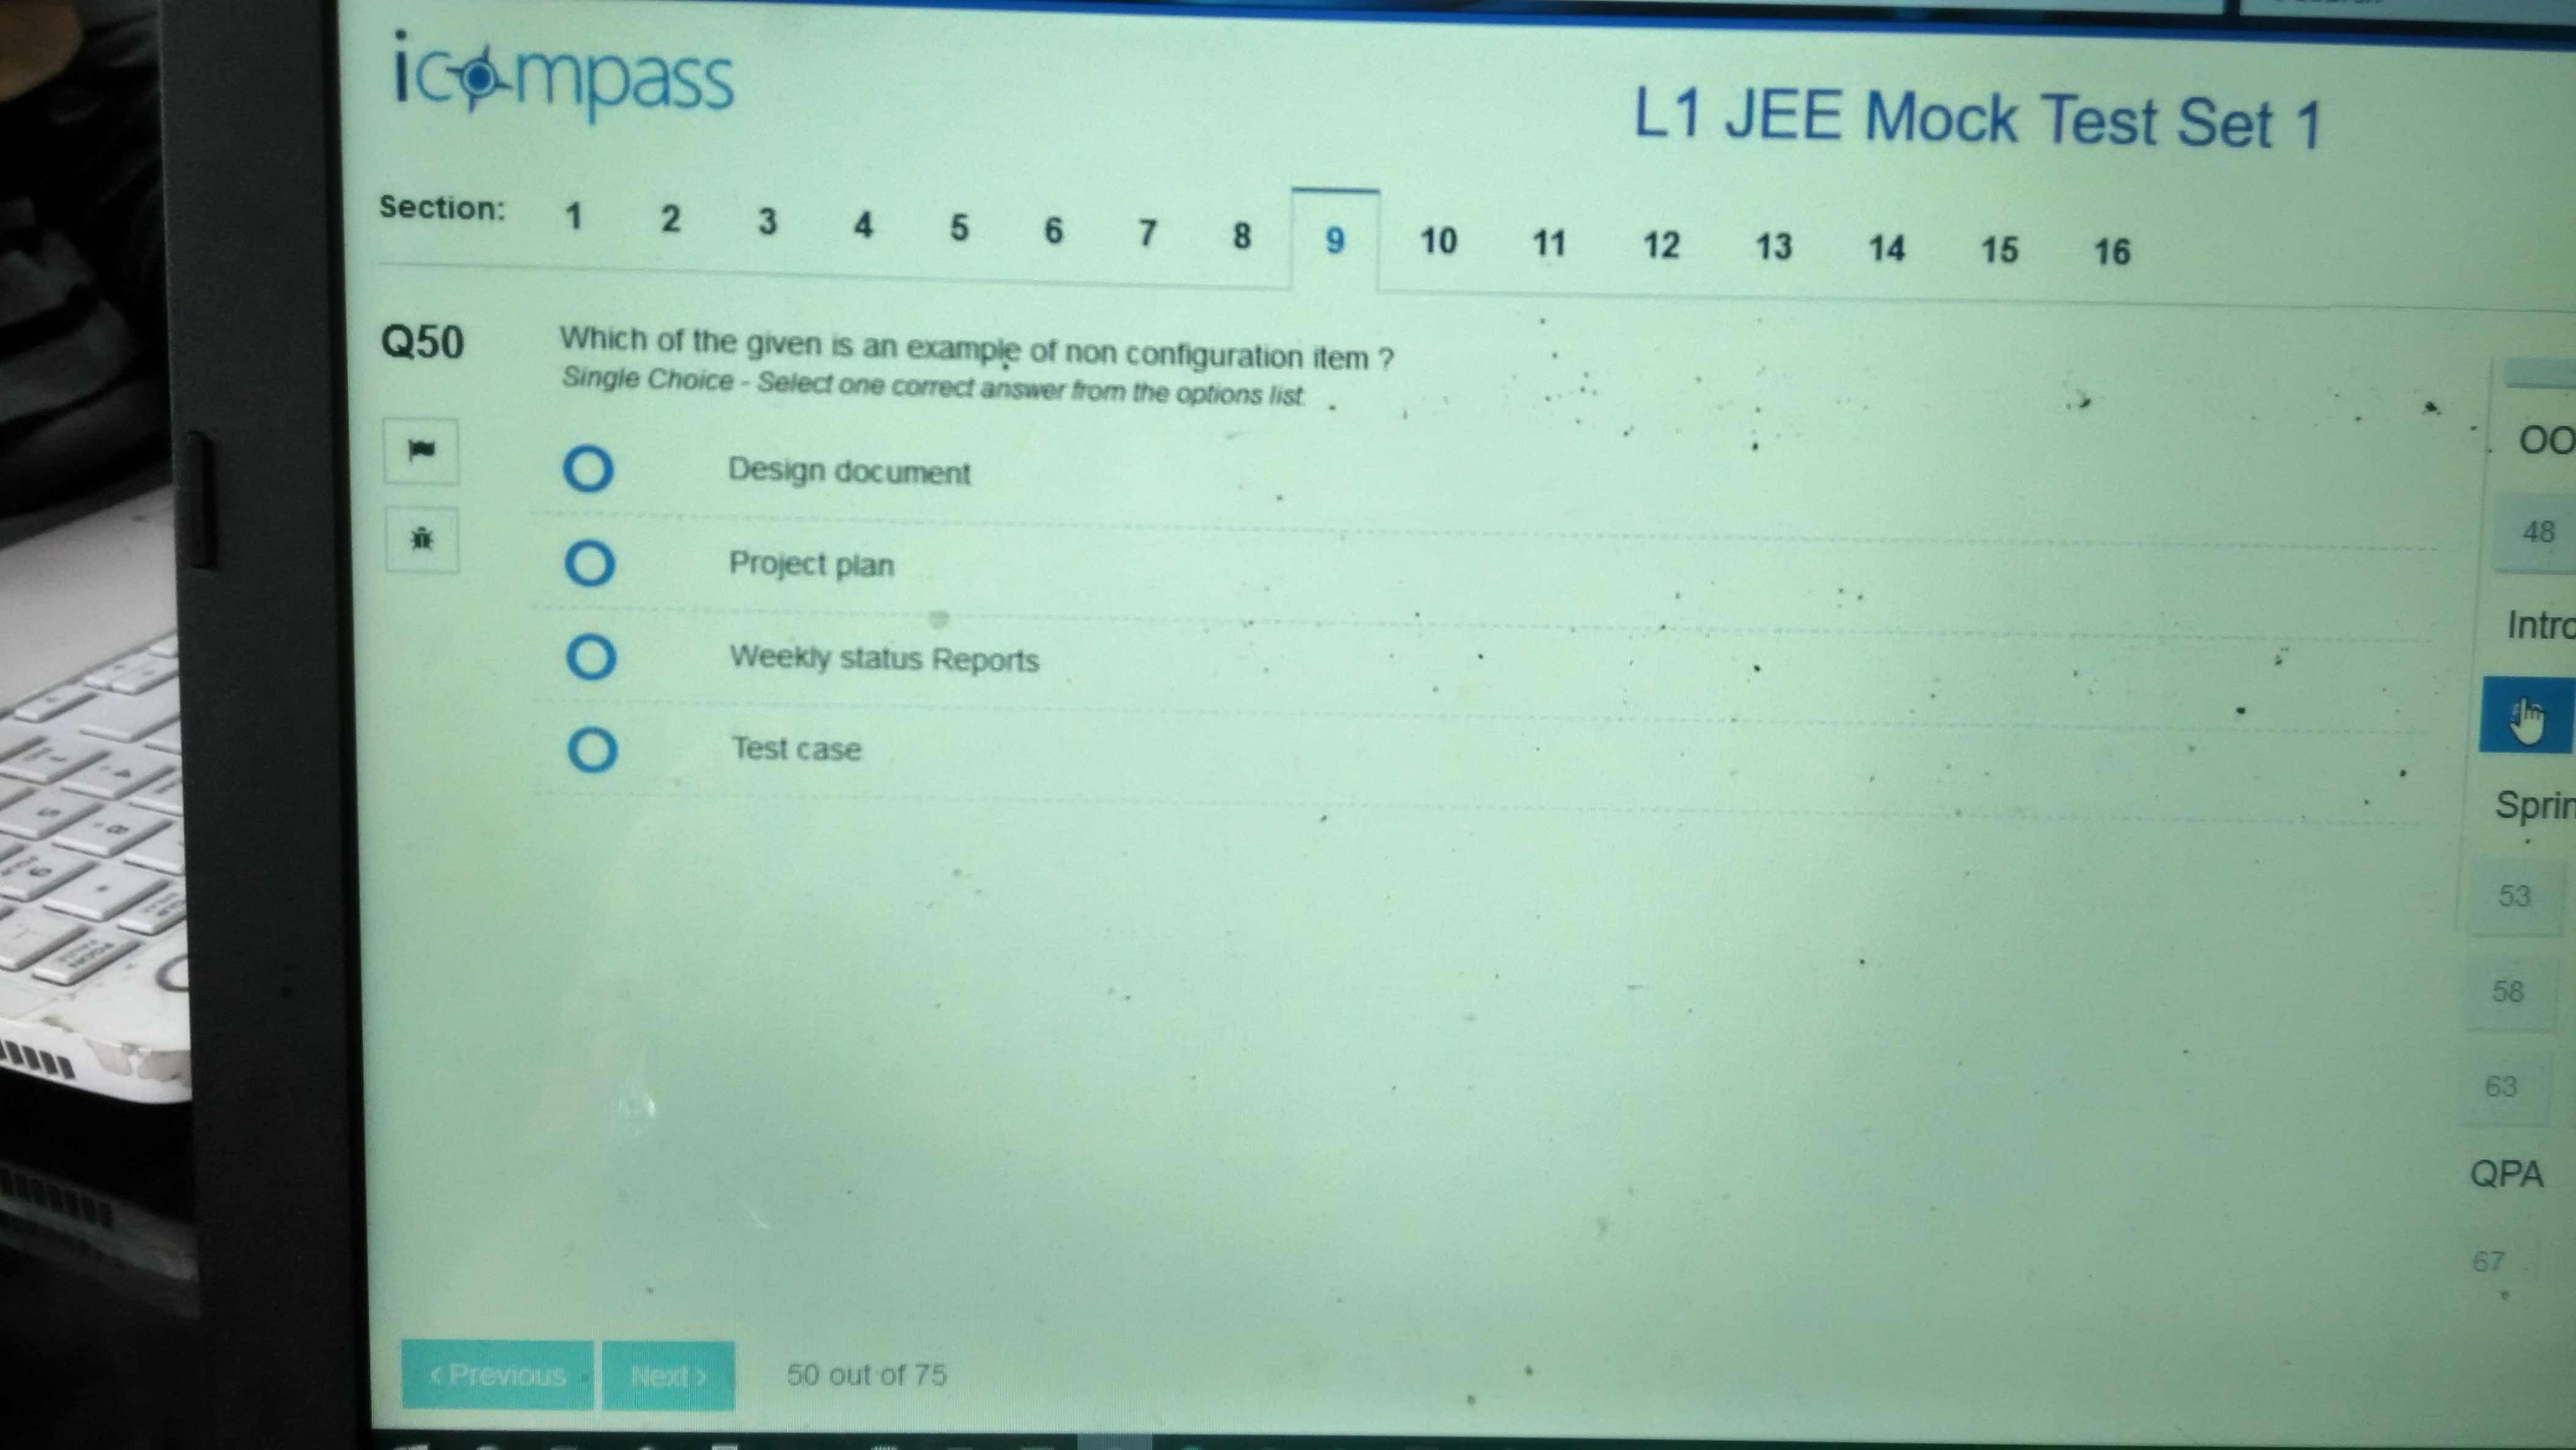 icompass
L1 JEE Mock Test Set 1
Section: 1 2 3 4 5 6 7 8 9 10 11 12 13 14 15 16
Q50 Which of the given is an example of non configuration item ?
Single Choice - Select one correct answer from the options list.
Design document
Project plan
Weekly status Reports
Test case
OO
48
Intro
Sprin
53
58
63
QPA
67
< Previous Next > 50 out of 75